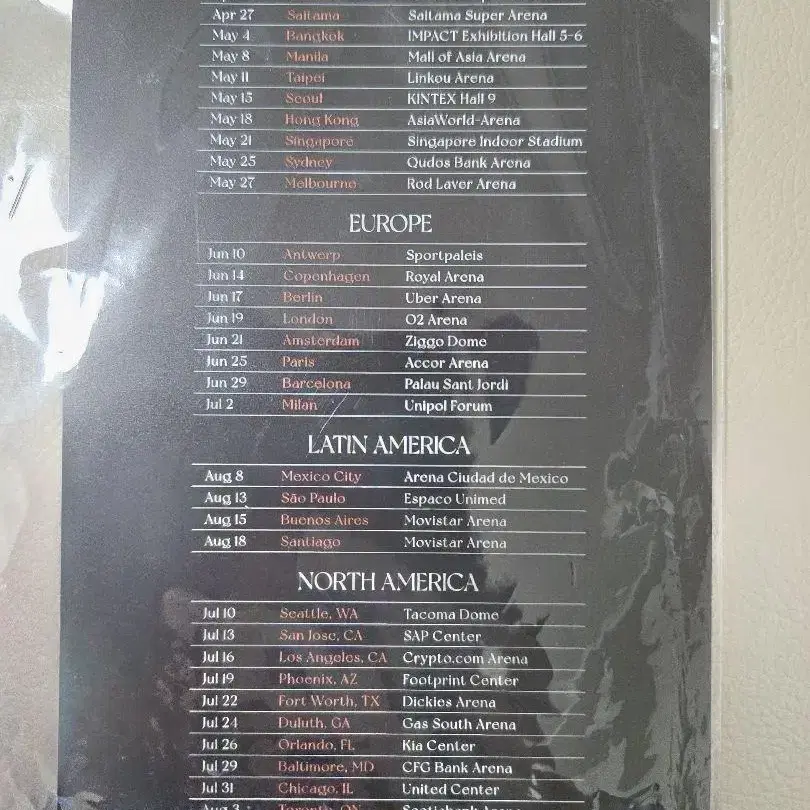 Apr 27 Saitama Saitama Super Arena
May 4 Bangkok IMPACT Exhibition Hall 5-6
May 8 Manila Mall of Asia Arena
May 11 Taipei Linkou Arena
May 15 Seoul KINTEX Hall 9
May 18 Hong Kong AsiaWorld-Arena
May 21 Singapore Singapore Indoor Stadium
May 25 Sydney Qudos Bank Arena
May 27 Melbourne Rod Laver Arena
EUROPE
Jun 10 Antwerp Sportpaleis
Jun 14 Copenhagen Royal Arena
Jun 17 Berlin Uber Arena
Jun 19 London O2 Arena
Jun 21 Amsterdam Ziggo Dome
Jun 25 Paris Accor Arena
Jun 29 Barcelona Palau Sant Jordi
Jul 2 Milan Unipol Forum
LATIN AMERICA
Aug 8 Mexico City Arena Ciudad de Mexico
Aug 13 São Paulo Espaco Unimed
Aug 15 Buenos Aires Movistar Arena
Aug 18 Santiago Movistar Arena
NORTH AMERICA
Jul 10 Seattle, WA Tacoma Dome
Jul 13 San Jose, CA SAP Center
Jul 16 Los Angeles, CA Crypto.com Arena
Jul 19 Phoenix, AZ Footprint Center
Jul 22 Fort Worth, TX Dickies Arena
Jul 24 Duluth, GA Gas South Arena
Jul 26 Orlando, FL Kia Center
Jul 29 Baltimore, MD CFG Bank Arena
Jul 31 Chicago, IL United Center
Aug 3 Toronto, ON Scotiabank Arena